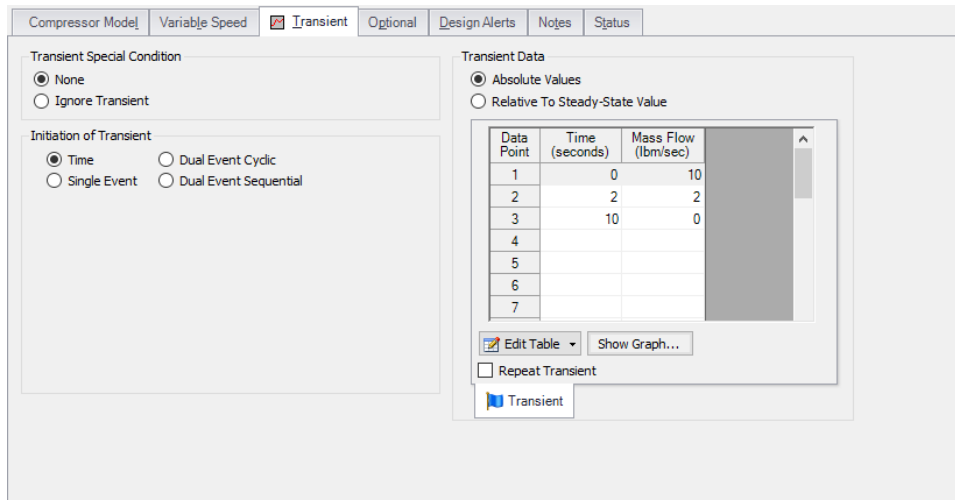 Compressor Model Variable Speed Transient Optional Design Alerts Notes Status
Transient Special Condition
None
Ignore Transient
Initiation of Transient
Time Dual Event Cyclic
Single Event Dual Event Sequential
Transient Data
Absolute Values
Relative To Steady-State Value
Data Time Mass Flow
Point (seconds) (lbm/sec)
1 0 10
2 2 2
3 10 0
4
5
6
7
Edit Table Show Graph...
Repeat Transient
Transient